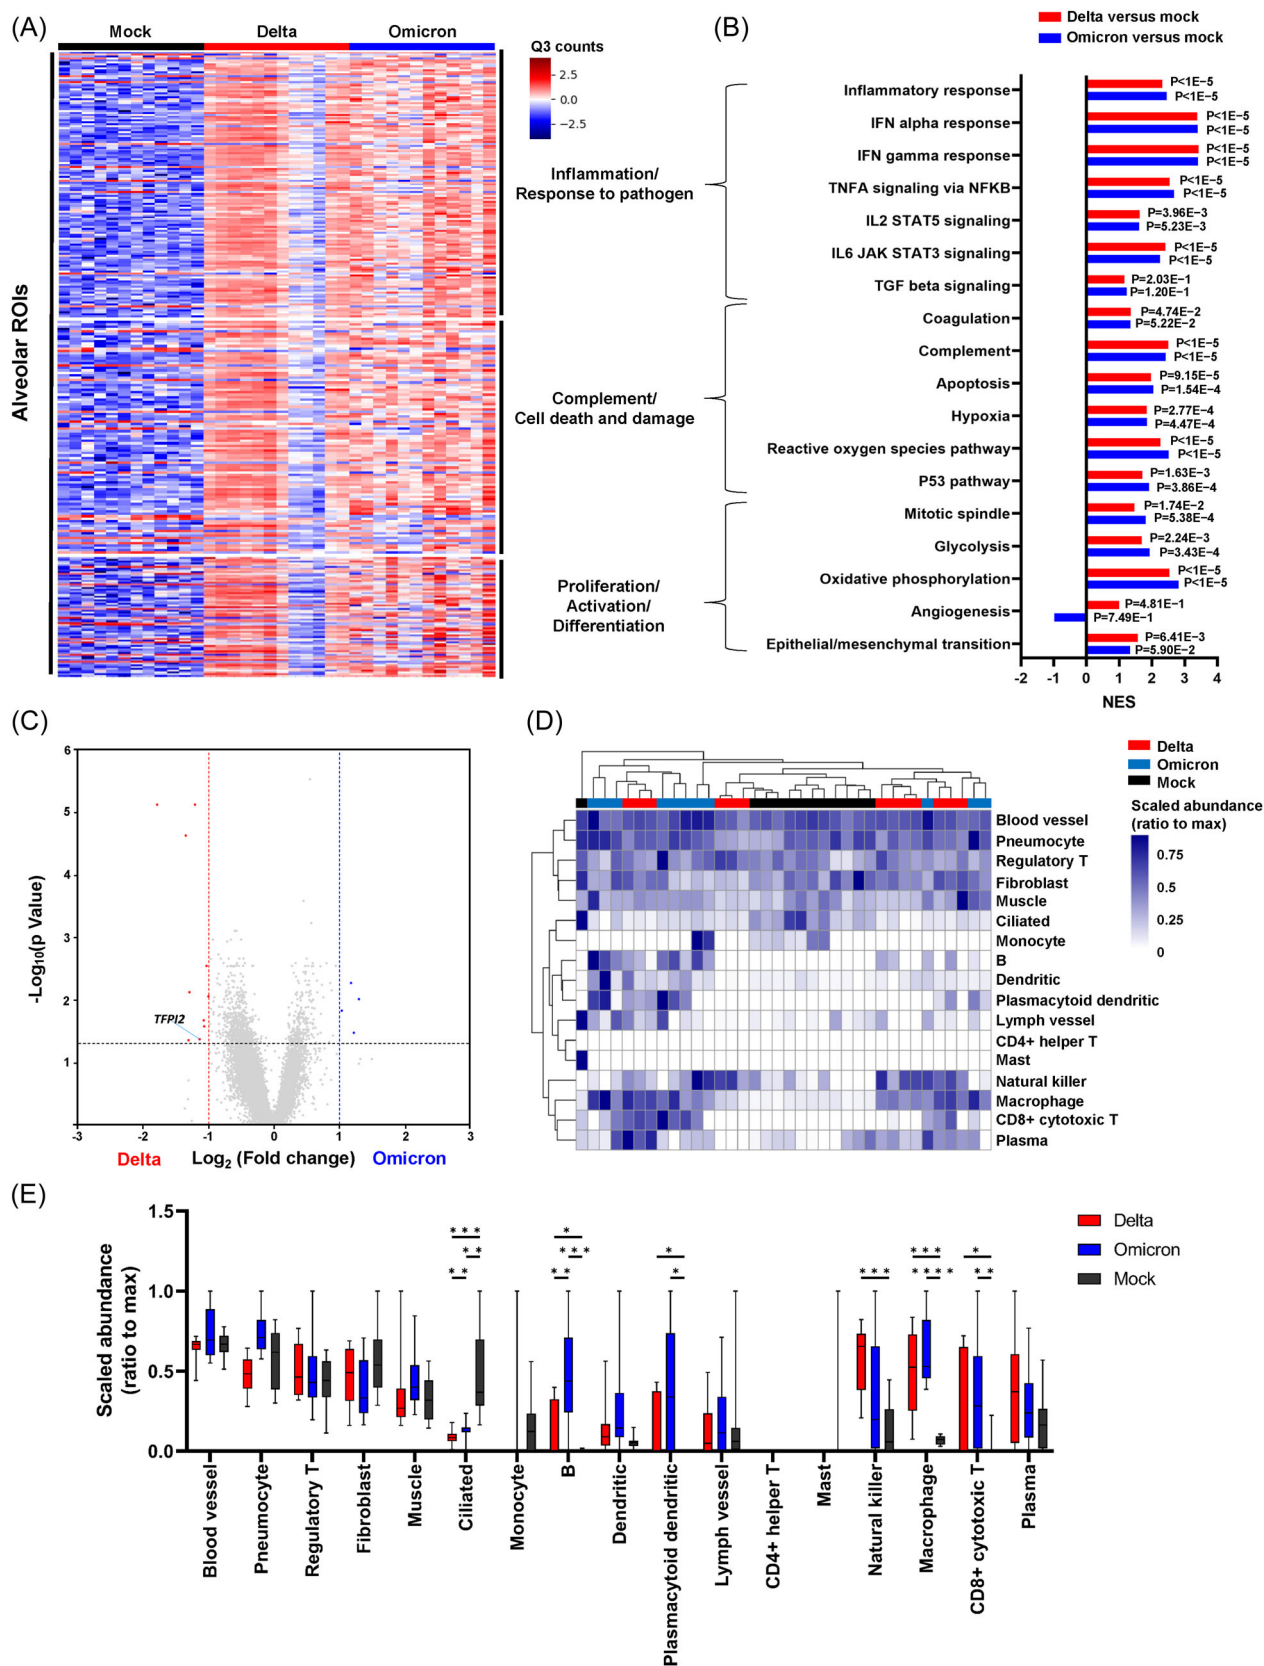 (A)
Mock Delta Omicron
Alveolar ROIs
Q3 counts
2.5
0.0
−2.5
Inflammation/
Response to pathogen
Complement/
Cell death and damage
Proliferation/
Activation/
Differentiation
(B)
Delta versus mock
Omicron versus mock
Inflammatory response P<1E-5 P<1E-5
IFN alpha response P<1E-5 P<1E-5
IFN gamma response P<1E-5 P<1E-5
TNFA signaling via NFKB P<1E-5 P<1E-5
IL2 STAT5 signaling P=3.96E−3 P=5.23E−3
IL6 JAK STAT3 signaling P<1E-5 P<1E-5
TGF beta signaling P=2.03E−1 P=1.20E−1
Coagulation P=4.74E−2 P=5.22E−2
Complement P<1E-5 P<1E-5
Apoptosis P=9.15E−5 P=1.54E−4
Hypoxia P=2.77E−4 P=4.47E−4
Reactive oxygen species pathway P<1E-5 P<1E-5
P53 pathway P=1.63E−3 P=3.86E−4
Mitotic spindle P=1.74E−2 P=5.38E−4
Glycolysis P=2.24E−3 P=3.43E−4
Oxidative phosphorylation P<1E-5 P<1E-5
Angiogenesis P=4.81E−1 P=7.49E−1
Epithelial/mesenchymal transition P=6.41E−3 P=5.90E−2
-2 -1 0 1 2 3 4
NES
(C)
-Log10(p Value)
6
5
4
3
2
1
TFPI2
-3 -2 -1 0 1 2 3
Delta Log2 (Fold change) Omicron
(D)
Delta
Omicron
Mock
Scaled abundance
(ratio to max)
0.75
0.5
0.25
0
Blood vessel
Pneumocyte
Regulatory T
Fibroblast
Muscle
Ciliated
Monocyte
B
Dendritic
Plasmacytoid dendritic
Lymph vessel
CD4+ helper T
Mast
Natural killer
Macrophage
CD8+ cytotoxic T
Plasma
(E)
Scaled abundance
(ratio to max)
1.5
1.0
0.5
0.0
* * *
* *
* *
*
* * *
* *
*
*
* * *
* * *
* * * *
*
* *
Delta
Omicron
Mock
Blood vessel
Pneumocyte
Regulatory T
Fibroblast
Muscle
Ciliated
Monocyte
B
Dendritic
Plasmacytoid dendritic
Lymph vessel
CD4+ helper T
Mast
Natural killer
Macrophage
CD8+ cytotoxic T
Plasma